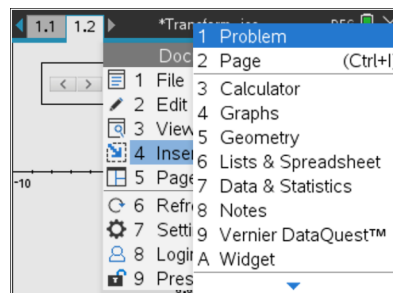 1.1 1.2 *Tran
Doc
1 File
2 Edit
3 View
4 Inser
5 Page
6 Refr
7 Setti
8 Login
9 Pres
1 Problem
2 Page (Ctrl+I)
3 Calculator
4 Graphs
5 Geometry
6 Lists & Spreadsheet
7 Data & Statistics
8 Notes
9 Vernier DataQuest™
A Widget
-10